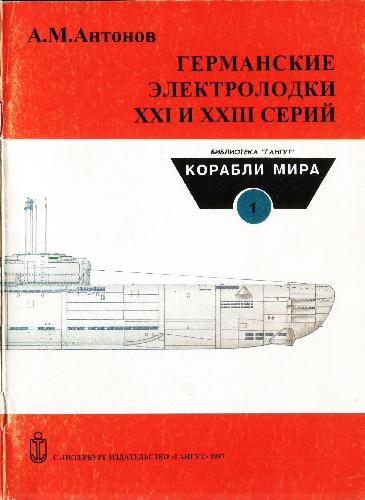 А.М.Антонов
ГЕРМАНСКИЕ
ЭЛЕКТРОЛОДКИ
XXI И XXIII СЕРИЙ
БИБЛИОТЕКА "ГАНГУТ"
КОРАБЛИ МИРА
1
С.-ПЕТЕРБУРГ ИЗДАТЕЛЬСТВО «ГАНГУТ» 1997